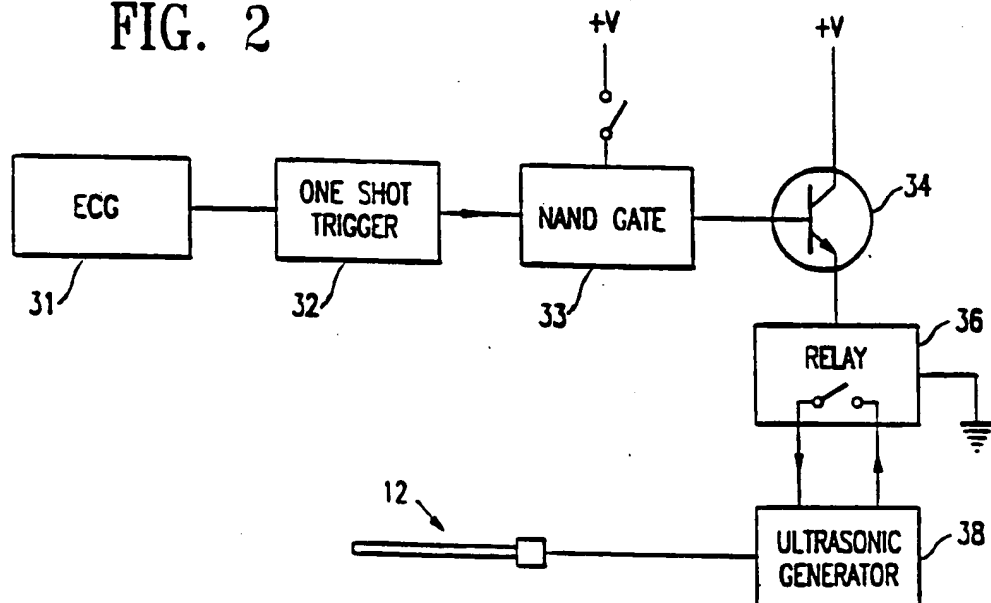 FIG. 2
+V
+V
ECG
ONE SHOT
TRIGGER
NAND GATE
34
31
32
33
36
RELAY
12
ULTRASONIC
GENERATOR
38